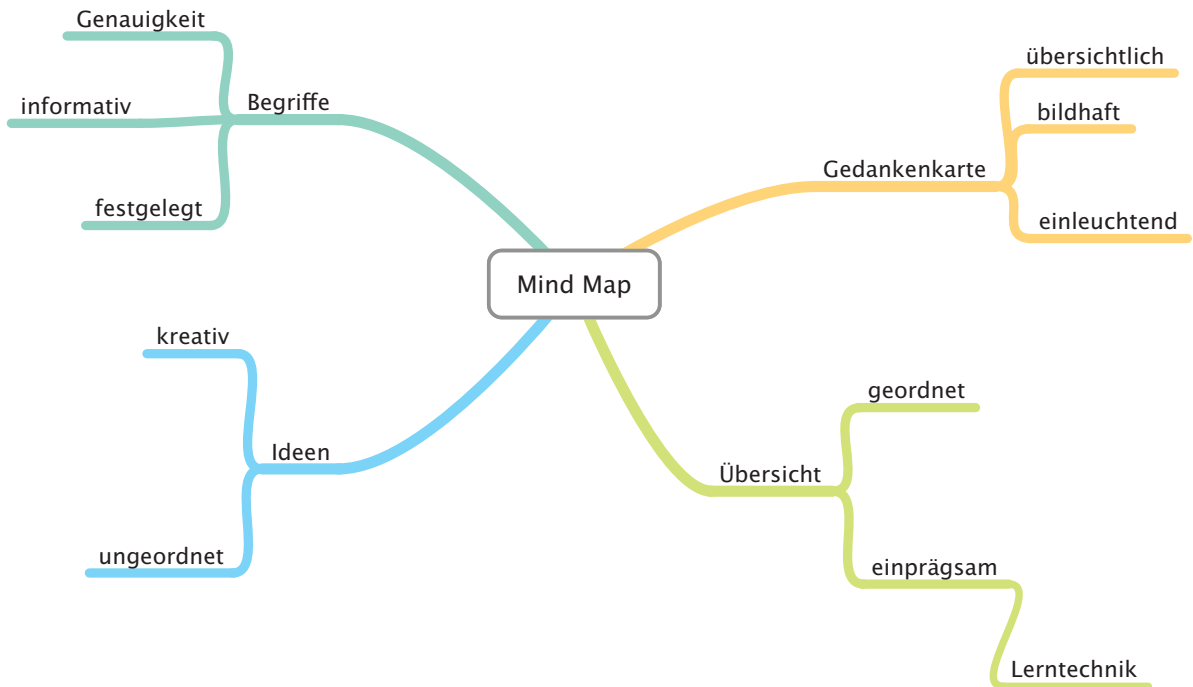 Genauigkeit
informativ
Begriffe
festgelegt
übersichtlich
bildhaft
Gedankenkarte
einleuchtend
Mind Map
kreativ
Ideen
ungeordnet
geordnet
Übersicht
einprägsam
Lerntechnik